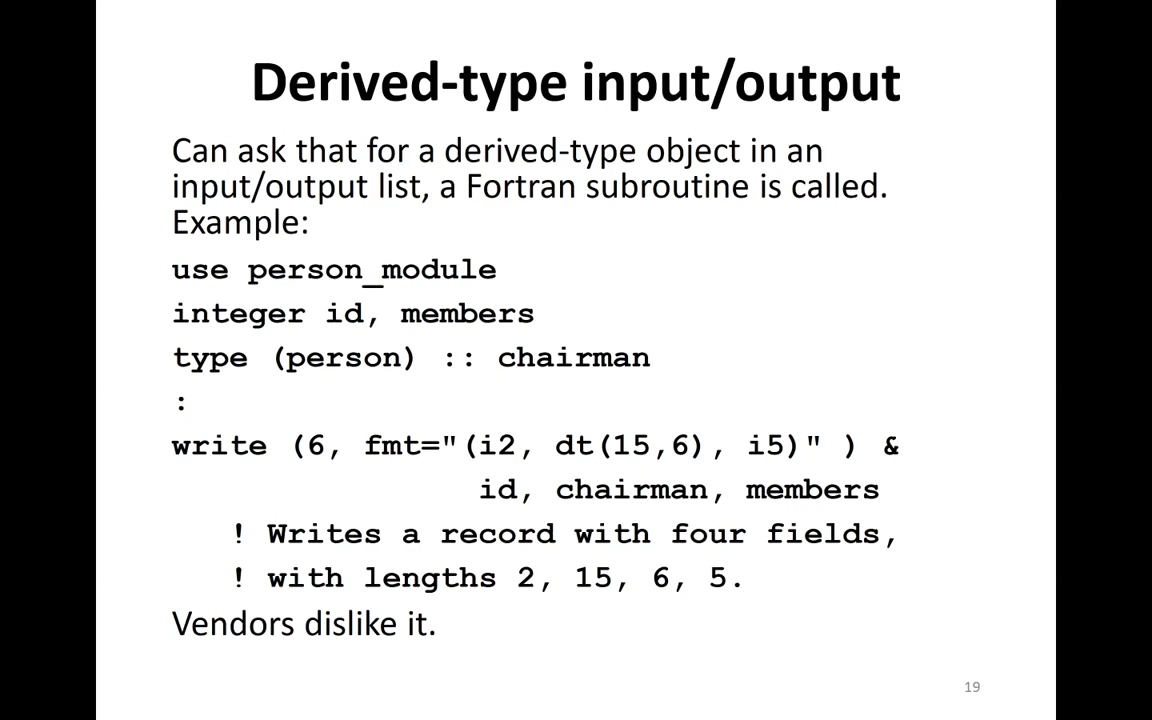 Derived-type input/output
Can ask that for a derived-type object in an
input/output list, a Fortran subroutine is called.
Example:
use person_module
integer id, members
type (person) :: chairman
:
write (6, fmt="(i2, dt(15,6), i5)" ) &
id, chairman, members
! Writes a record with four fields,
! with lengths 2, 15, 6, 5.
Vendors dislike it.
19